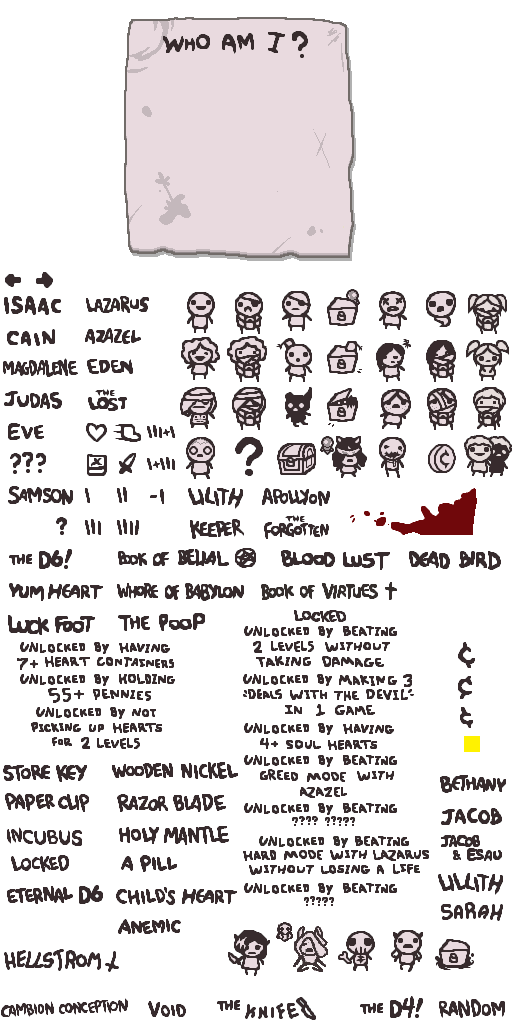 WHO AM I?
ISAAC LAZARUS
CAIN AZAZEL
MAGDALENE EDEN
JUDAS THE LOST
EVE |||+|
??? |+|||
?
SAMSON | || -| LILITH APOLLYON
? ||| |||| KEEPER THE FORGOTTEN
THE D6! BOOK OF BELIAL BLOOD LUST DEAD BIRD
YUM HEART WHORE OF BABYLON BOOK OF VIRTUES †
LUCK FOOT THE POOP
UNLOCKED BY HAVING
7+ HEART CONTAINERS
UNLOCKED BY HOLDING
55+ PENNIES
UNLOCKED BY NOT
PICKING UP HEARTS
FOR 2 LEVELS
LOCKED
UNLOCKED BY BEATING
2 LEVELS WITHOUT
TAKING DAMAGE
UNLOCKED BY MAKING 3
"DEALS WITH THE DEVIL"
IN 1 GAME
UNLOCKED BY HAVING
4+ SOUL HEARTS
UNLOCKED BY BEATING
GREED MODE WITH
AZAZEL
UNLOCKED BY BEATING
???? ?????
UNLOCKED BY BEATING
HARD MODE WITH LAZARUS
WITHOUT LOSING A LIFE
UNLOCKED BY BEATING
?????
¢
¢
¢
STORE KEY WOODEN NICKEL
PAPER CLIP RAZOR BLADE
INCUBUS HOLY MANTLE
LOCKED A PILL
ETERNAL D6 CHILD'S HEART
ANEMIC
BETHANY
JACOB
JACOB
& ESAU
LILLITH
SARAH
HELLSTROM
CAMBION CONCEPTION VOID THE KNIFE THE D4! RANDOM